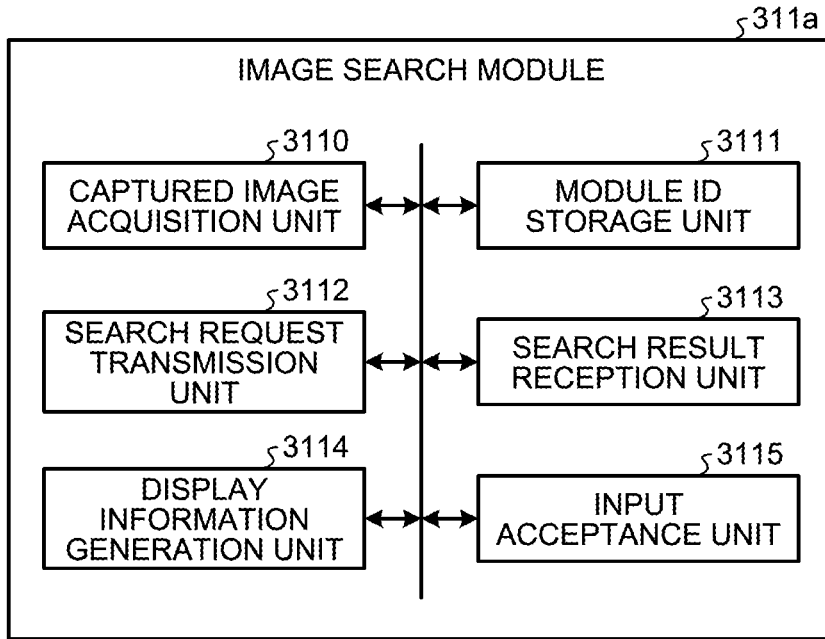 311a
IMAGE SEARCH MODULE
3110
CAPTURED IMAGE
ACQUISITION UNIT
3111
MODULE ID
STORAGE UNIT
3112
SEARCH REQUEST
TRANSMISSION
UNIT
3113
SEARCH RESULT
RECEPTION UNIT
3114
DISPLAY
INFORMATION
GENERATION UNIT
3115
INPUT
ACCEPTANCE UNIT